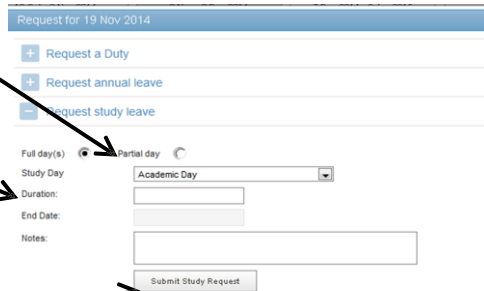 Request for 19 Nov 2014
+ Request a Duty
+ Request annual leave
− Request study leave
Full day(s) Partial day
Study Day Academic Day
Duration:
End Date:
Notes:
Submit Study Request